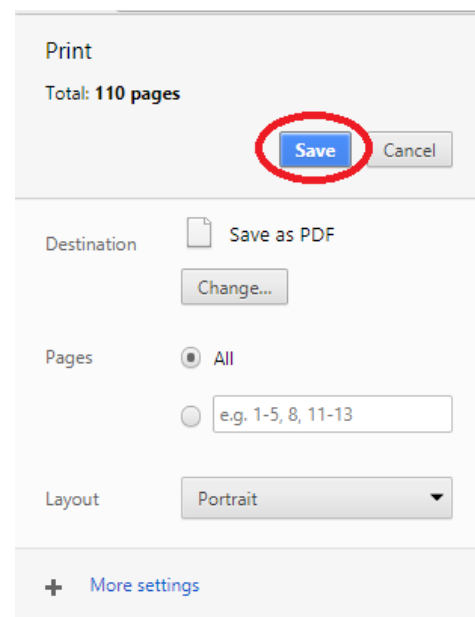 Print
Total: 110 pages
Save Cancel
Destination Save as PDF
Change...
Pages All
e.g. 1-5, 8, 11-13
Layout Portrait
+ More settings